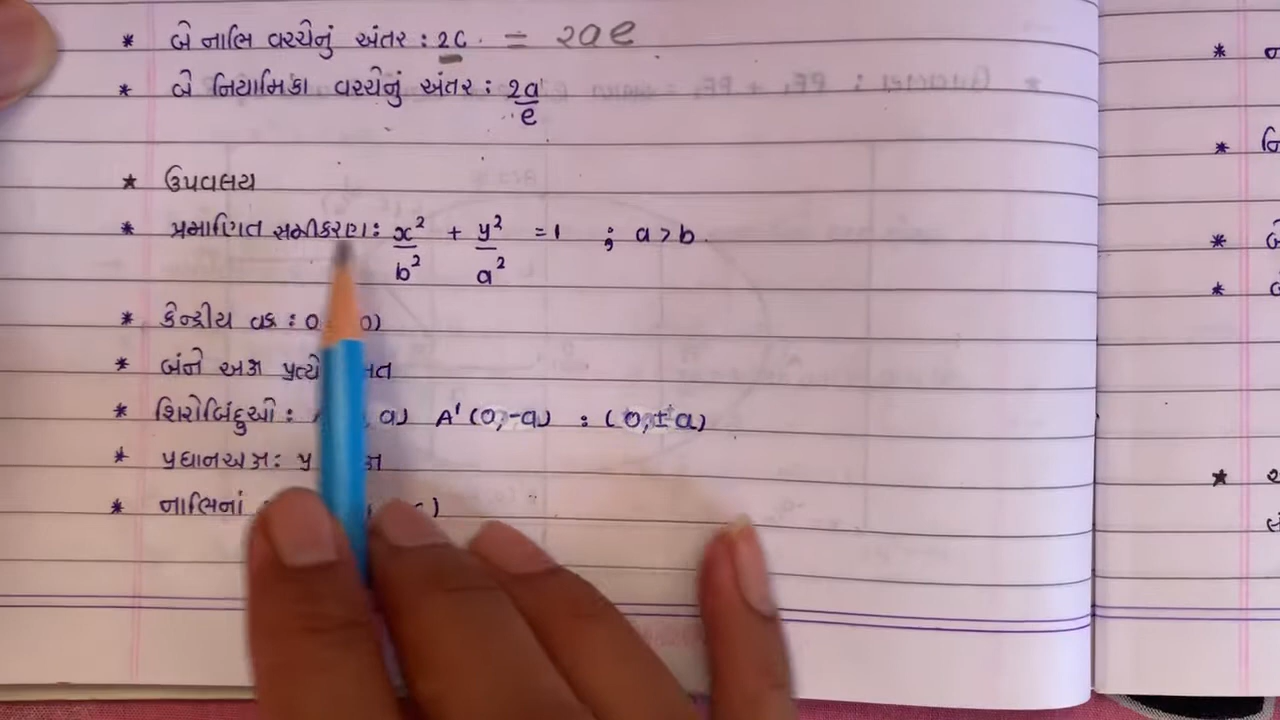 * બે નાભિ વચ્ચેનું અંતર : 2c. = 2ae
* બે નિયામિકા વચ્ચેનું અંતર : 2a/e
★ ઉપવલય
* પ્રમાણિત સમીકરણ : x²/b² + y²/a² = 1 ; a > b.
* કેન્દ્રીય વક્ર : 0 0)
* બંને અક્ષ પ્રત્યે
* શિરોબિંદુઓ : , a) A'(0,-a) : (0,±a)
* પ્રધાનઅક્ષ :
* નાભિનાં